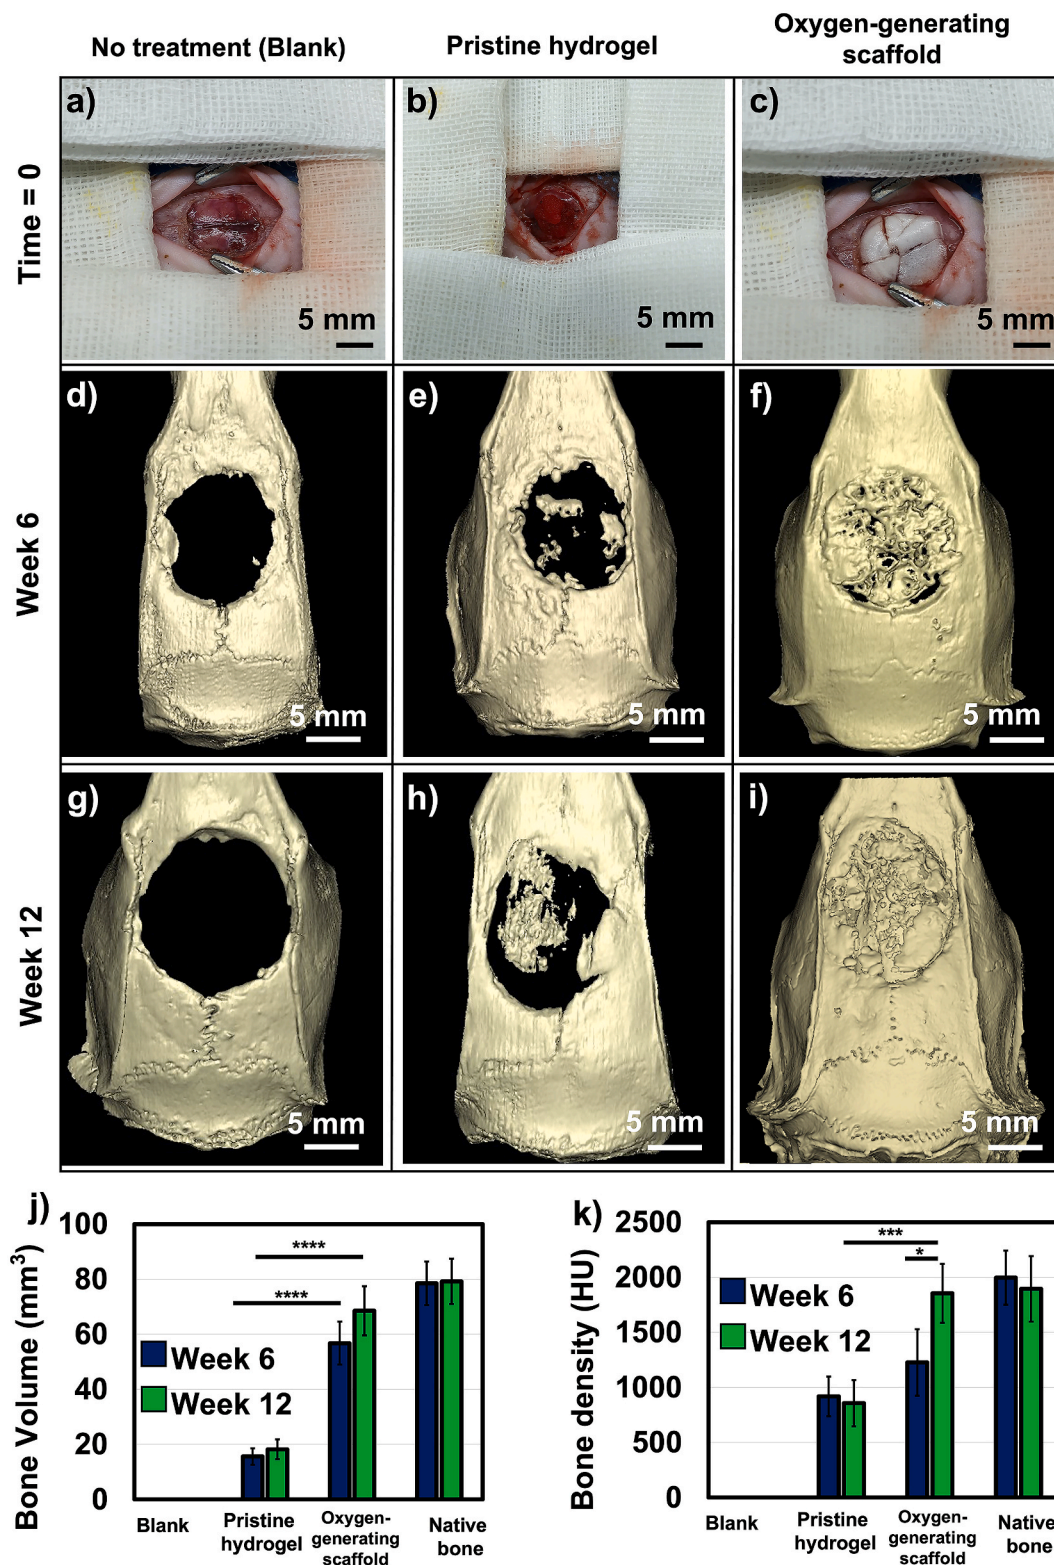 No treatment (Blank)
Pristine hydrogel
Oxygen-generating
scaffold
Time = 0
a)
b)
c)
5 mm
5 mm
5 mm
Week 6
d)
e)
f)
5 mm
5 mm
5 mm
Week 12
g)
h)
i)
5 mm
5 mm
5 mm
j)
Bone Volume (mm³)
100
80
60
40
20
0
****
****
Week 6
Week 12
Blank
Pristine
hydrogel
Oxygen-
generating
scaffold
Native
bone
k)
Bone density (HU)
2500
2000
1500
1000
500
0
***
*
Week 6
Week 12
Blank
Pristine
hydrogel
Oxygen-
generating
scaffold
Native
bone